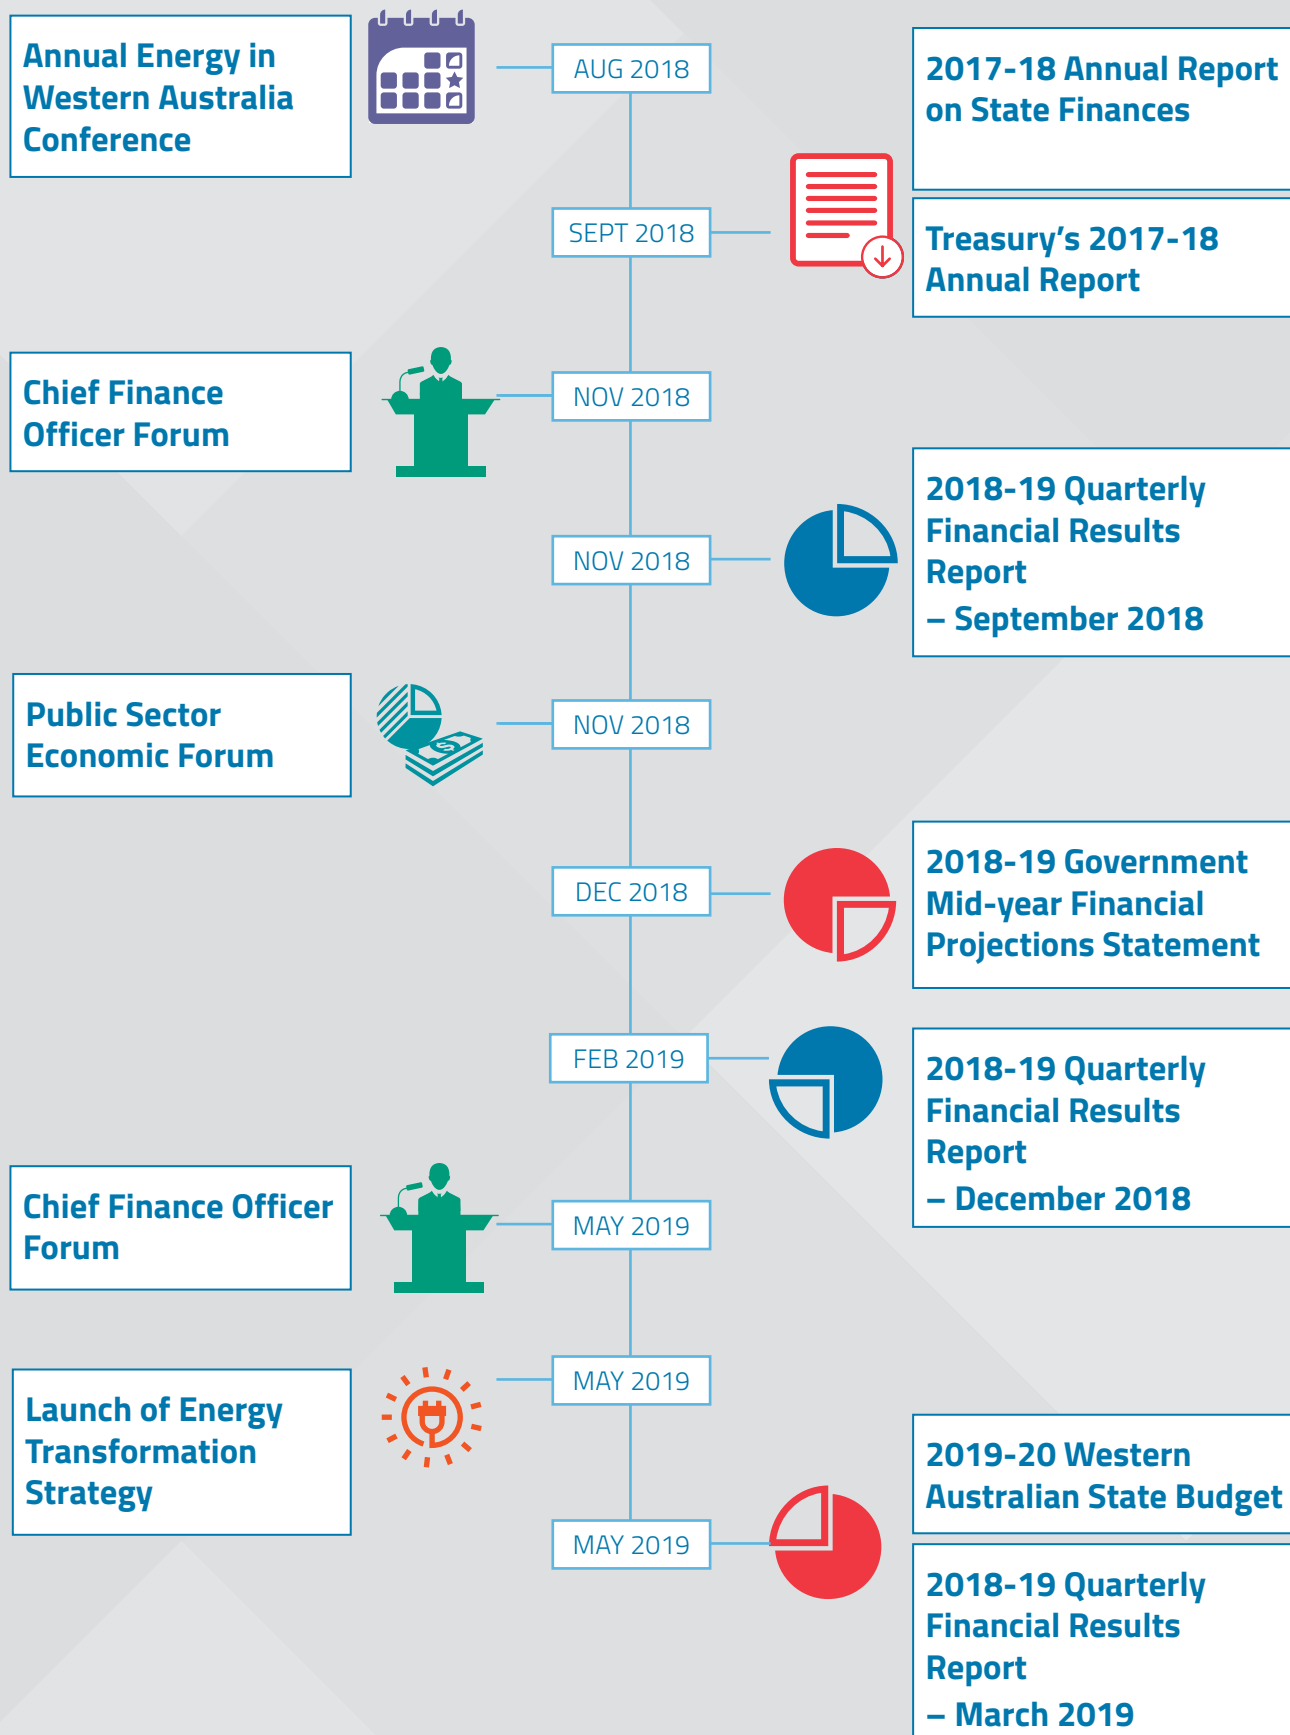 Annual Energy in
Western Australia
Conference
AUG 2018
2017-18 Annual Report
on State Finances
SEPT 2018
Treasury’s 2017-18
Annual Report
Chief Finance
Officer Forum
NOV 2018
NOV 2018
2018-19 Quarterly
Financial Results
Report
– September 2018
Public Sector
Economic Forum
NOV 2018
DEC 2018
2018-19 Government
Mid-year Financial
Projections Statement
FEB 2019
2018-19 Quarterly
Financial Results
Report
– December 2018
Chief Finance Officer
Forum
MAY 2019
Launch of Energy
Transformation
Strategy
MAY 2019
MAY 2019
2019-20 Western
Australian State Budget
2018-19 Quarterly
Financial Results
Report
– March 2019